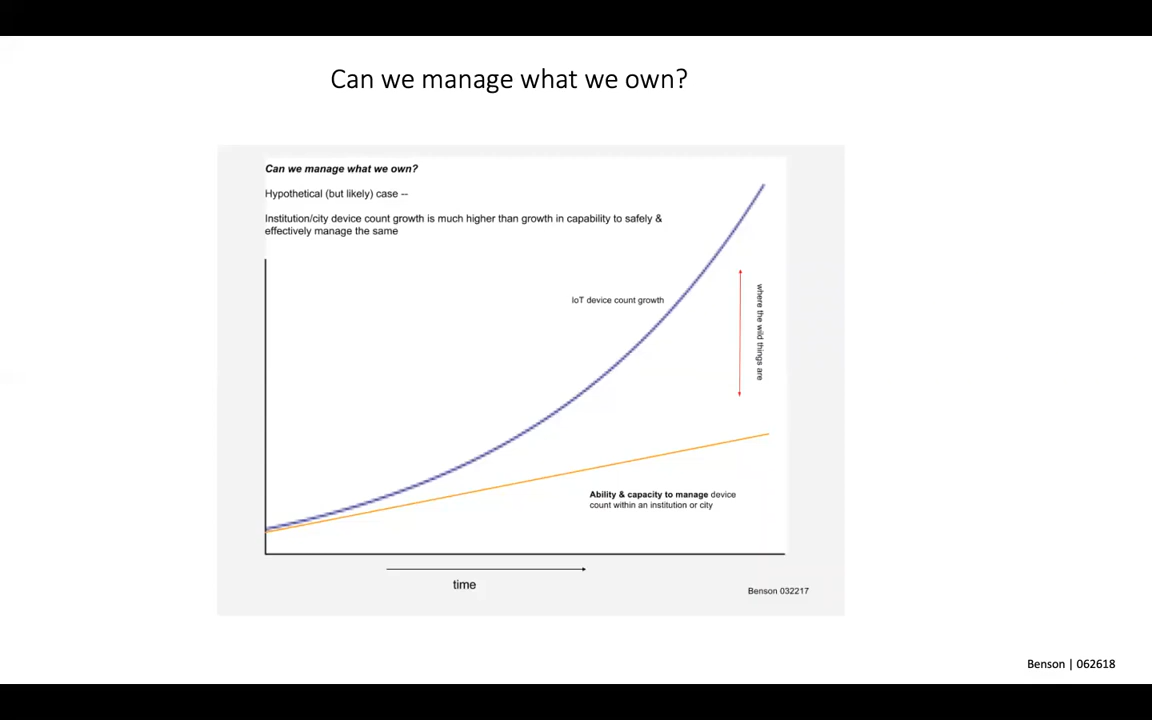 Can we manage what we own?
Can we manage what we own?
Hypothetical (but likely) case --
Institution/city device count growth is much higher than growth in capability to safely &
effectively manage the same
IoT device count growth
where the wild things are
Ability & capacity to manage device
count within an institution or city
time
Benson 032217
Benson | 062618